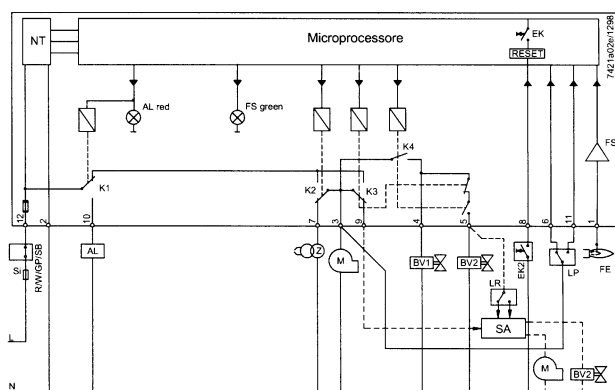 NT
Microprocessore
EK
RESET
7421a02e/1298
AL red
FS green
FS
K4
K1
K2
K3
12
2
10
7
3
9
4
5
8
6
11
1
Si
R/W/GP/SB
AL
Z
M
BV1
BV2
EK2
LP
FE
LR
SA
L
M
BV2
N